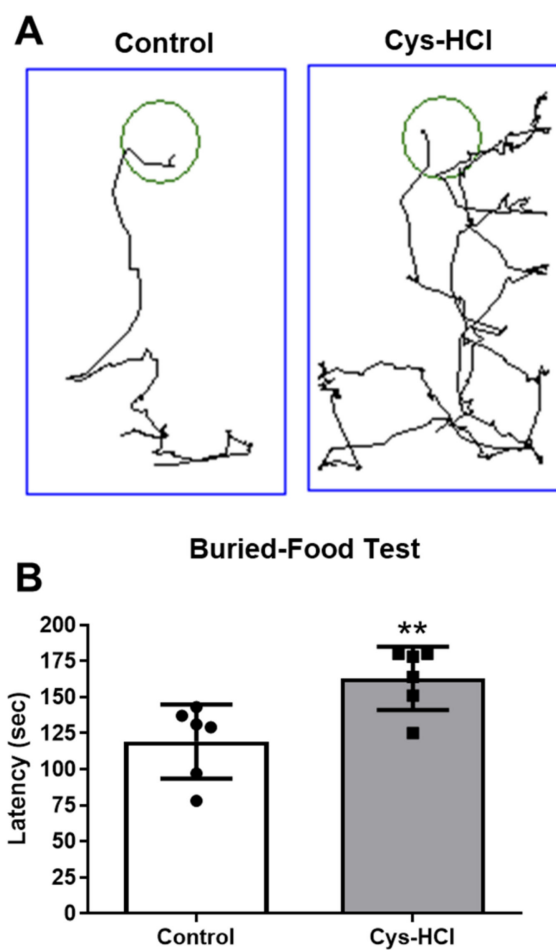 A
Control
Cys-HCl
Buried-Food Test
B
**
Latency (sec)
200
175
150
125
100
75
50
25
0
Control
Cys-HCl